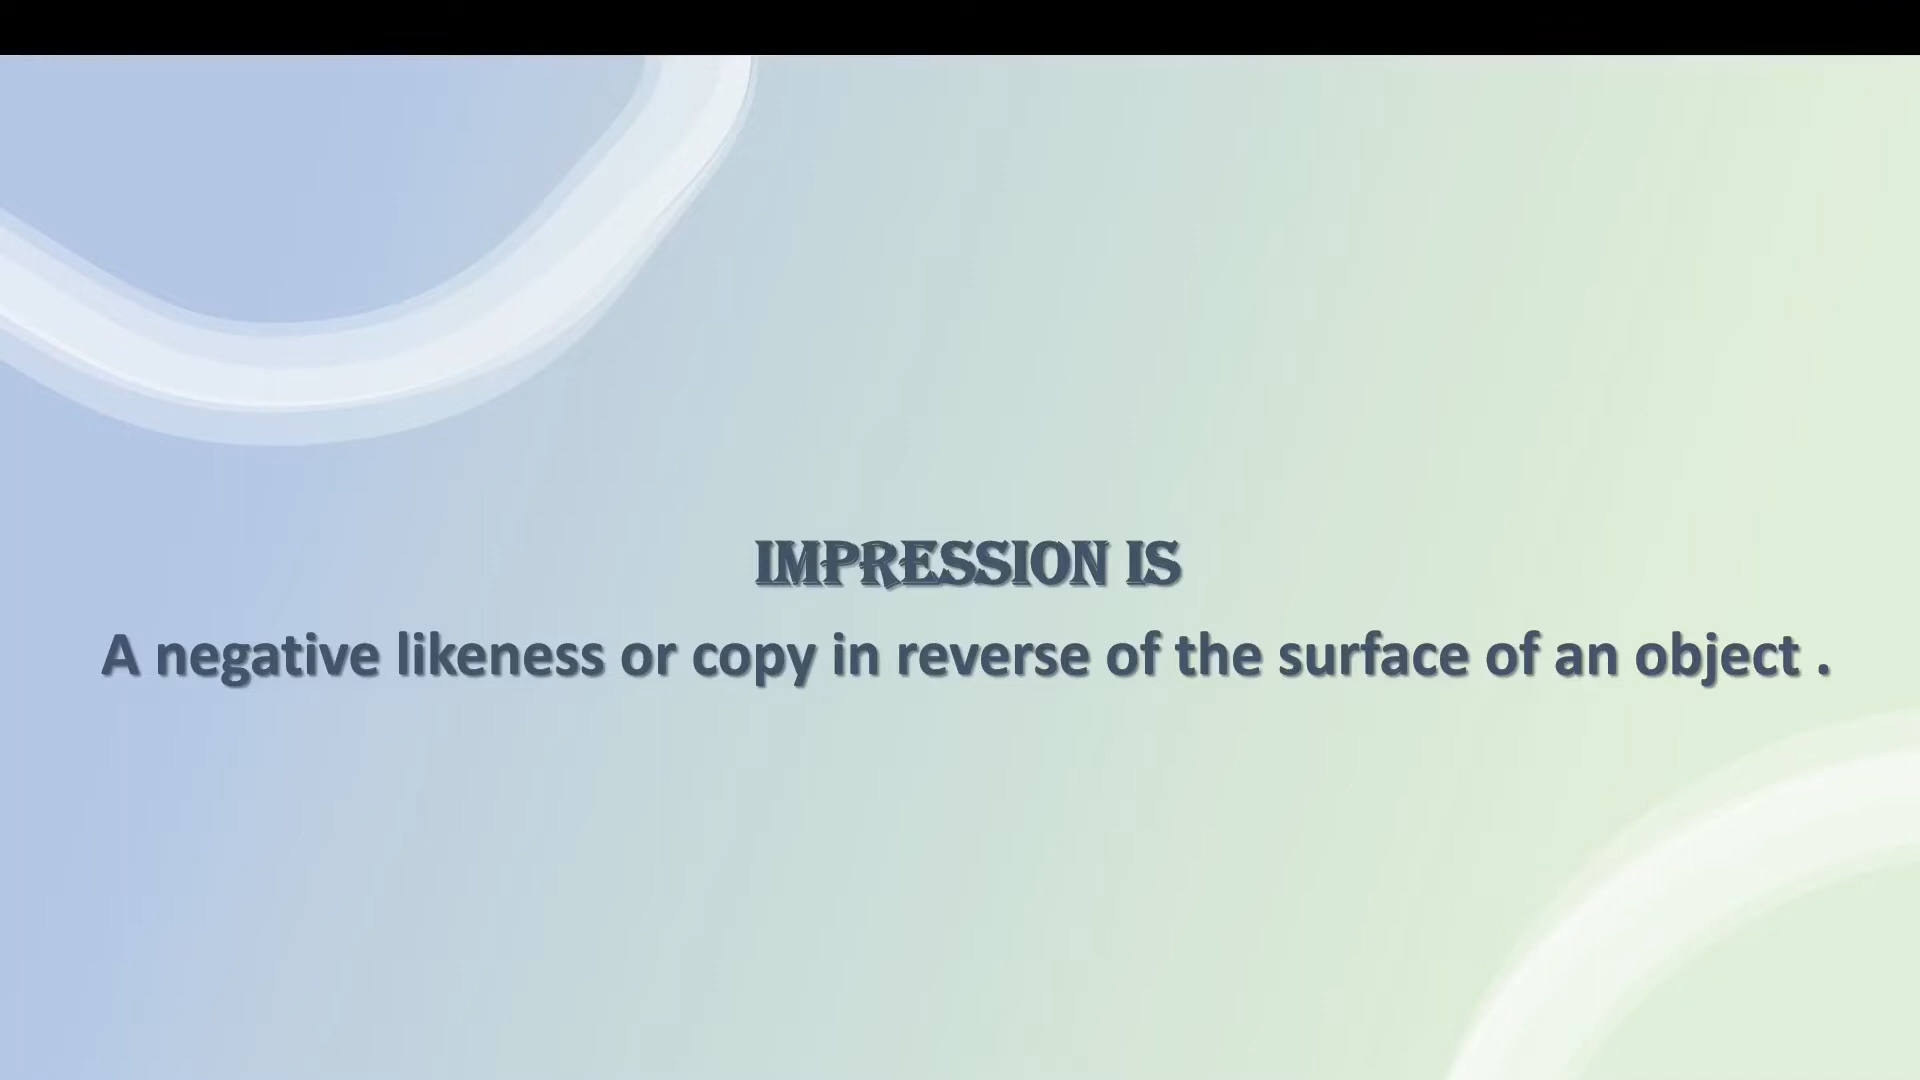 IMPRESSION IS
A negative likeness or copy in reverse of the surface of an object .